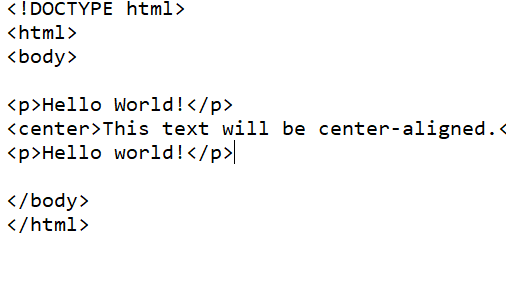 <!DOCTYPE html>
<html>
<body>
<p>Hello World!</p>
<center>This text will be center-aligned.<
<p>Hello world!</p>
</body>
</html>